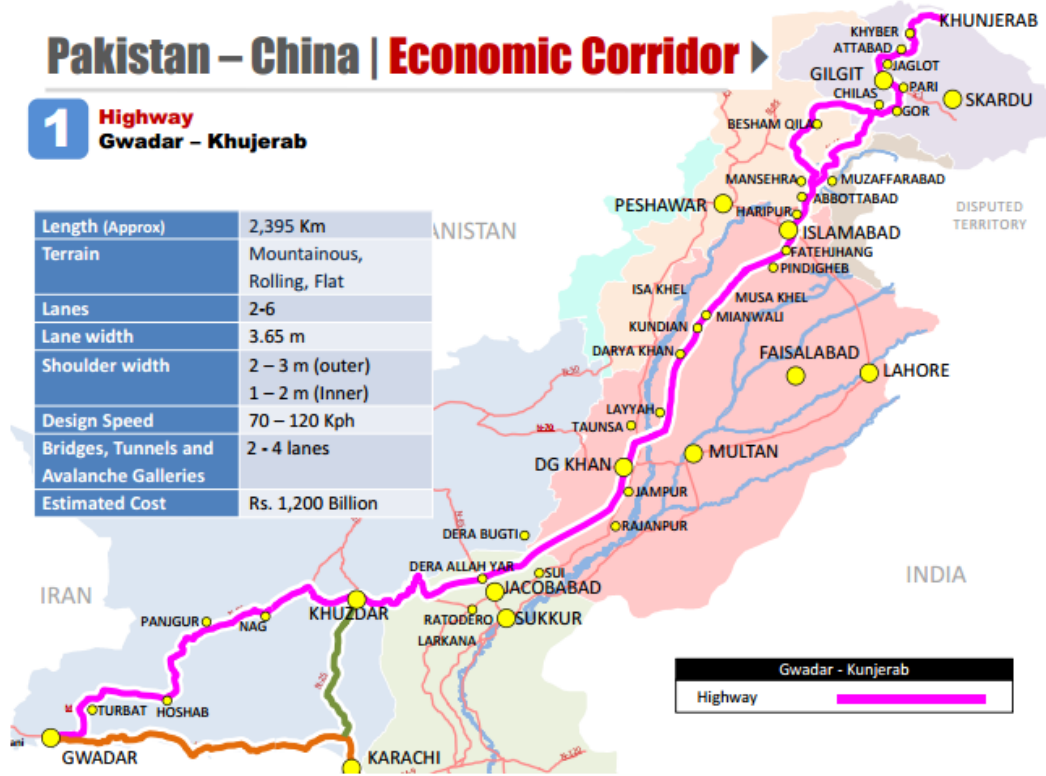 Pakistan – China | Economic Corridor
1
Highway
Gwadar – Khujerab
Length (Approx) 2,395 Km
Terrain Mountainous,
Rolling, Flat
Lanes 2-6
Lane width 3.65 m
Shoulder width 2 – 3 m (outer)
1 – 2 m (Inner)
Design Speed 70 – 120 Kph
Bridges, Tunnels and 2 - 4 lanes
Avalanche Galleries
Estimated Cost Rs. 1,200 Billion
KHUNJERAB
KHYBER
ATTABAD
JAGLOT
GILGIT
PARI
CHILAS
SKARDU
GOR
BESHAM QILA
MANSEHRA
MUZAFFARABAD
ABBOTTABAD
PESHAWAR
HARIPUR
DISPUTED
TERRITORY
ANISTAN
ISLAMABAD
FATEHJHANG
PINDIGHEB
ISA KHEL
MUSA KHEL
MIANWALI
KUNDIAN
DARYA KHAN
FAISALABAD
LAHORE
N-50
LAYYAH
TAUNSA
N-70
MULTAN
DG KHAN
JAMPUR
RAJANPUR
DERA BUGTI
DERA ALLAH YAR
SUI
JACOBABAD
INDIA
IRAN
KHUZDAR
PANJGUR
NAG
RATODERO
SUKKUR
LARKANA
N-25
TURBAT
HOSHAB
GWADAR
KARACHI
N-120
Gwadar - Kunjerab
Highway